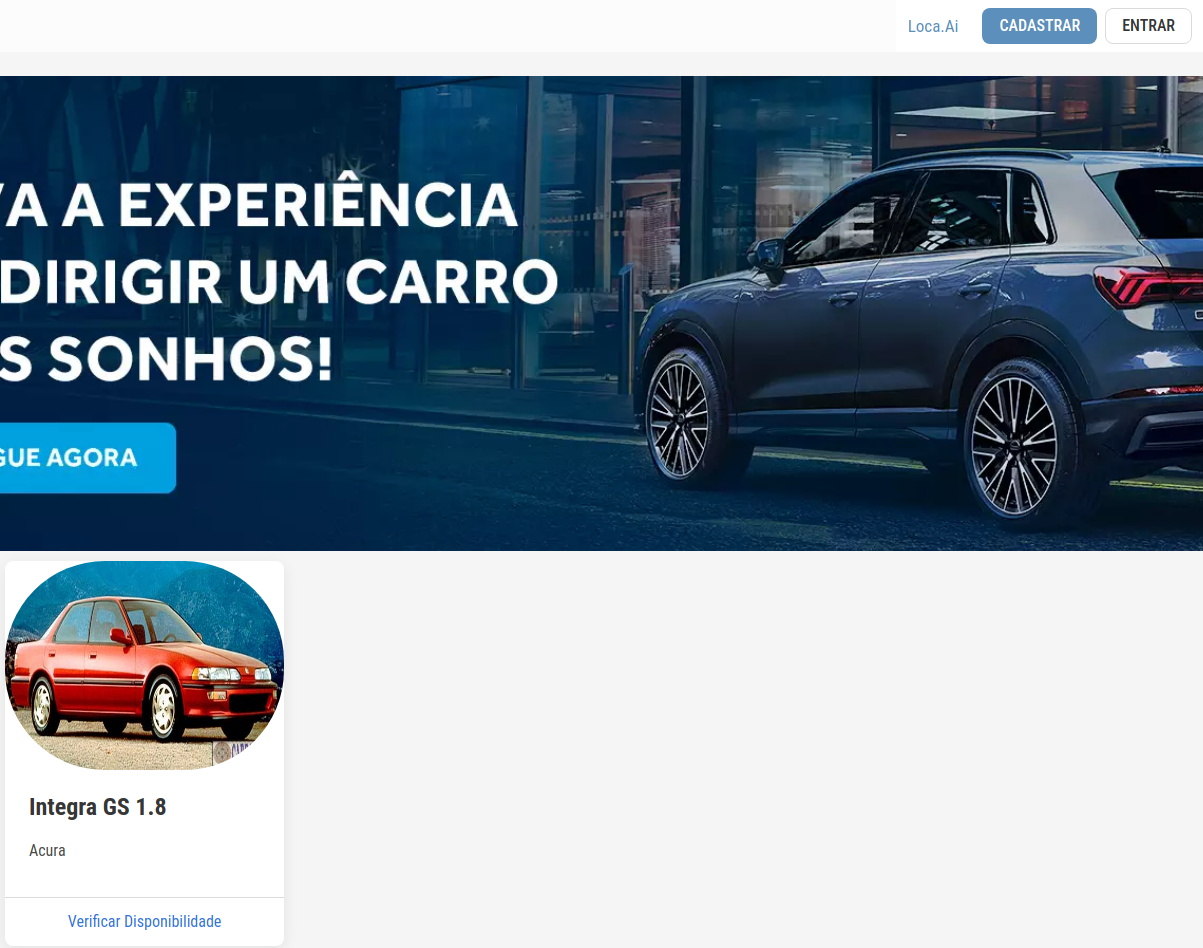 Loca.Ai
CADASTRAR
ENTRAR
VA A EXPERIÊNCIA
DIRIGIR UM CARRO
S SONHOS!
GUE AGORA
Integra GS 1.8
Acura
Verificar Disponibilidade